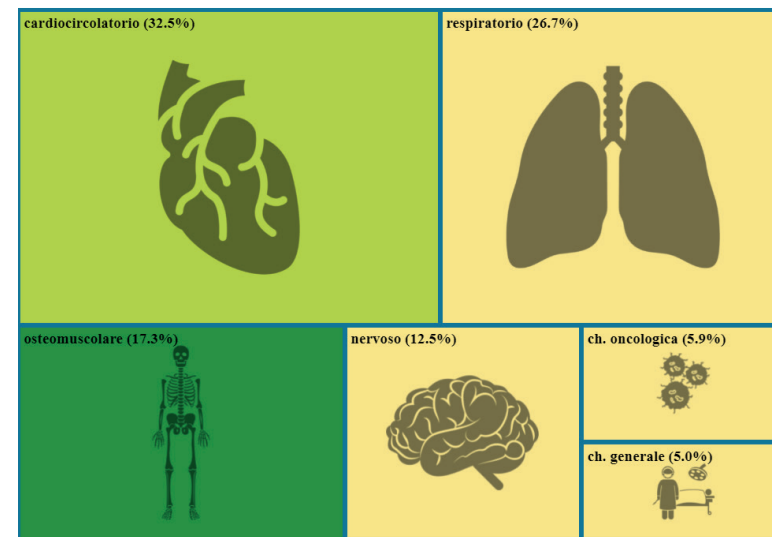 cardiocircolatorio (32.5%)
respiratorio (26.7%)
osteomuscolare (17.3%)
nervoso (12.5%)
ch. oncologica (5.9%)
ch. generale (5.0%)